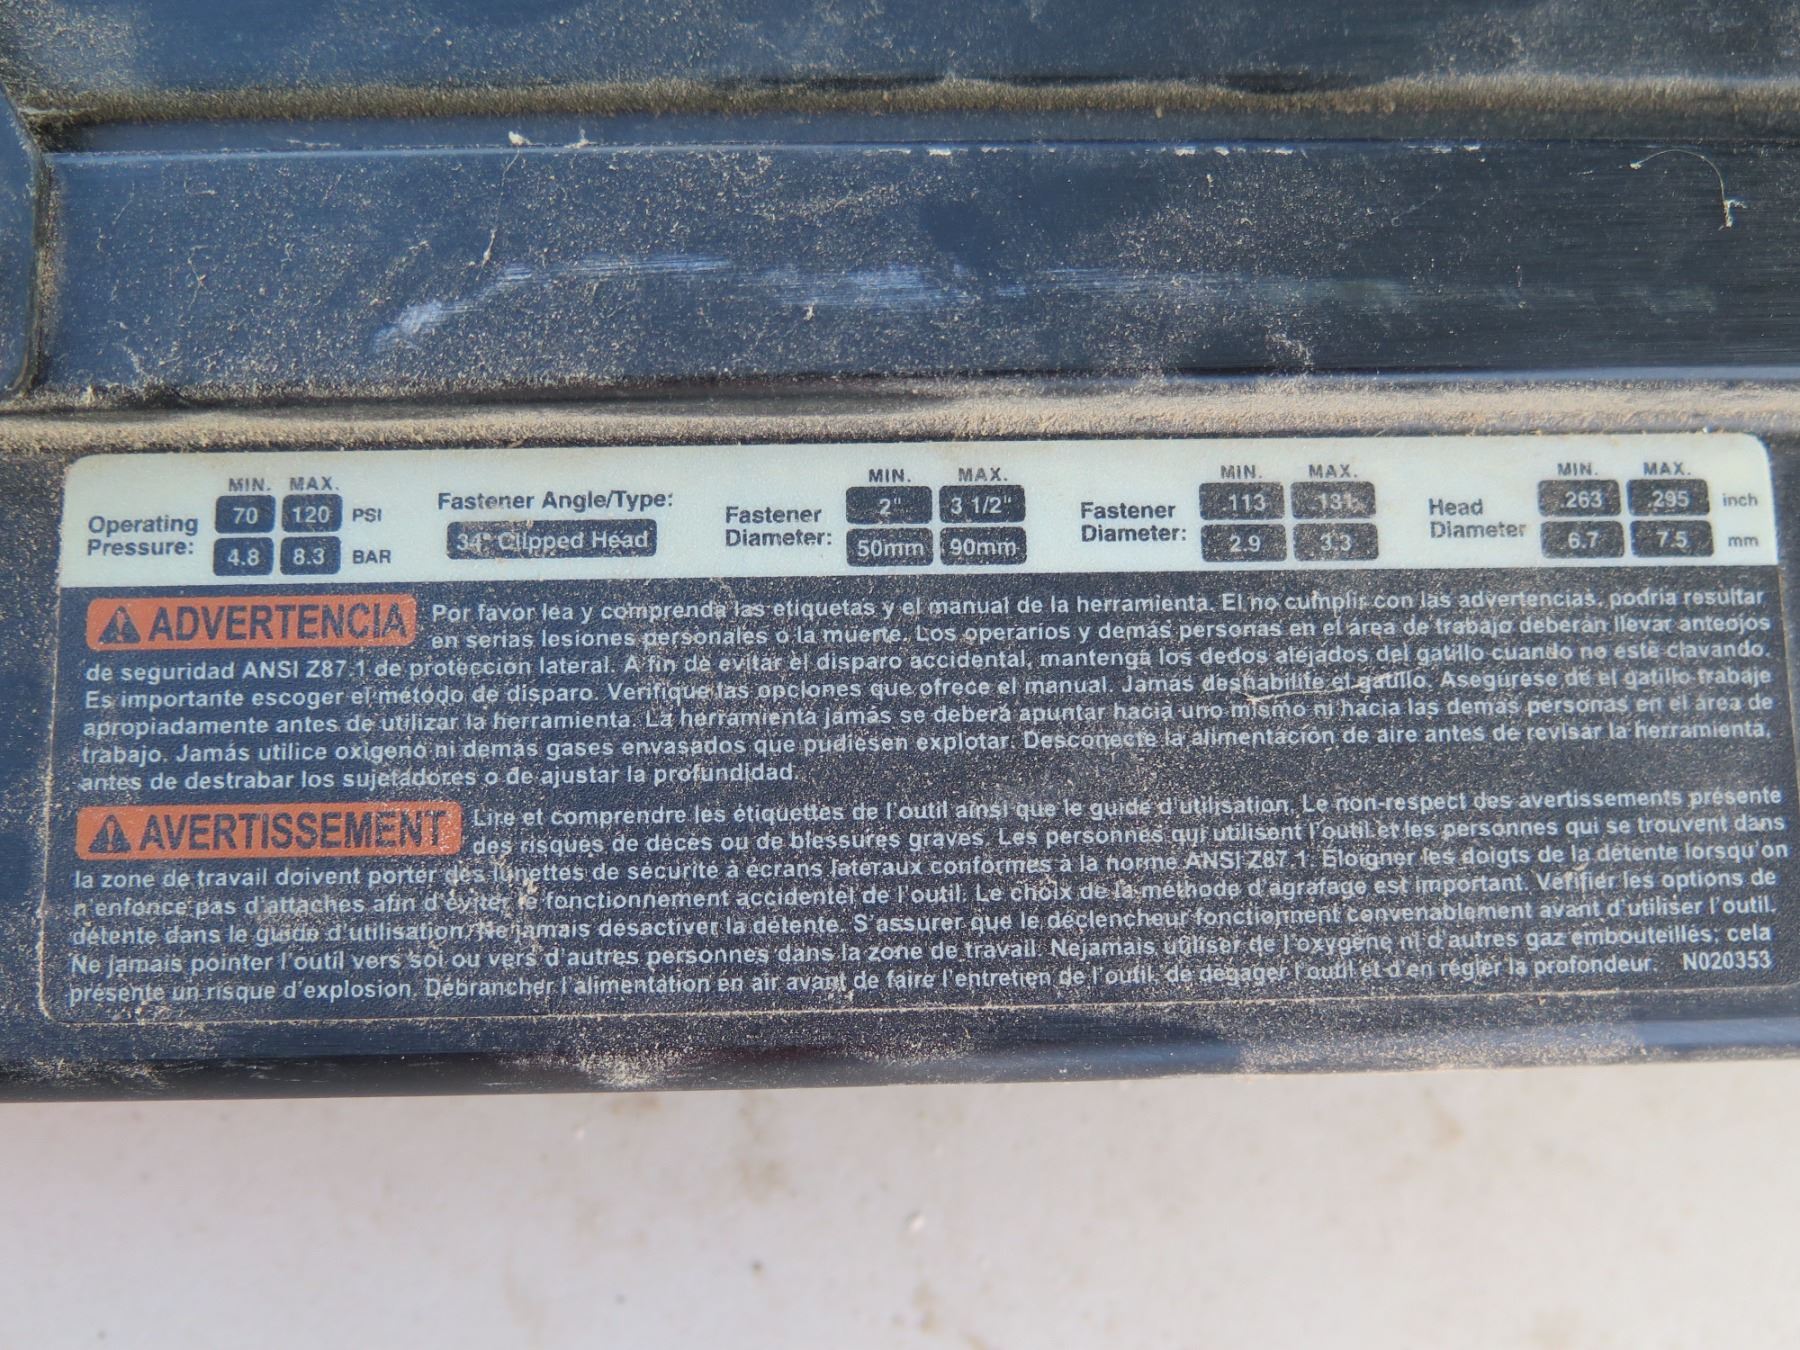 MIN. MAX.
Operating Pressure: 70 120 PSI
4.8 8.3 BAR
Fastener Angle/Type:
34° Clipped Head
MIN. MAX.
Fastener Diameter: 2" 3 1/2"
50mm 90mm
MIN. MAX.
Fastener Diameter: .113 .131
2.9 3.3
MIN. MAX.
Head Diameter .263 .295 inch
6.7 7.5 mm
ADVERTENCIA Por favor lea y comprenda las etiquetas y el manual de la herramienta. El no cumplir con las advertencias, podría resultar
en serias lesiones personales o la muerte. Los operarios y demás personas en el área de trabajo deberán llevar anteojos
de seguridad ANSI Z87.1 de protección lateral. A fin de evitar el disparo accidental, mantenga los dedos alejados del gatillo cuando no esté clavando.
Es importante escoger el método de disparo. Verifique las opciones que ofrece el manual. Jamás deshabilite el gatillo. Asegúrese de el gatillo trabaje
apropiadamente antes de utilizar la herramienta. La herramienta jamás se deberá apuntar hacia uno mismo ni hacia las demás personas en el área de
trabajo. Jamás utilice oxígeno ni demás gases envasados que pudiesen explotar. Desconecte la alimentación de aire antes de revisar la herramienta,
antes de destrabar los sujetadores o de ajustar la profundidad.
AVERTISSEMENT Lire et comprendre les étiquettes de l'outil ainsi que le guide d'utilisation. Le non-respect des avertissements présente
des risques de décès ou de blessures graves. Les personnes qui utilisent l'outil et les personnes qui se trouvent dans
la zone de travail doivent porter des lunettes de sécurité à écrans latéraux conformes à la norme ANSI Z87.1. Éloigner les doigts de la détente lorsqu'on
n'enfonce pas d'attaches afin d'éviter le fonctionnement accidentel de l'outil. Le choix de la méthode d'agrafage est important. Vérifier les options de
détente dans le guide d'utilisation. Ne jamais désactiver la détente. S'assurer que le déclencheur fonctionnent convenablement avant d'utiliser l'outil.
Ne jamais pointer l'outil vers soi ou vers d'autres personnes dans la zone de travail. Nejamais utiliser de l'oxygène ni d'autres gaz embouteillés; cela
présente un risque d'explosion. Débrancher l'alimentation en air avant de faire l'entretien de l'outil, de dégager l'outil et d'en régler la profondeur. N020353